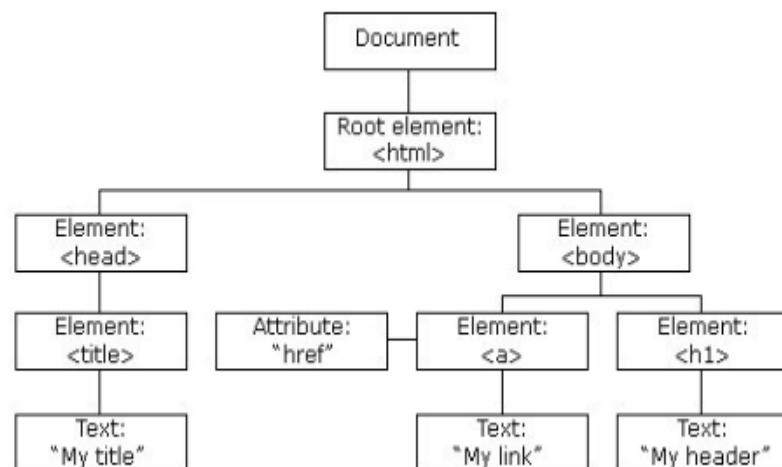 Document
Root element:
<html>
Element:
<head>
Element:
<body>
Element:
<title>
Attribute:
"href"
Element:
<a>
Element:
<h1>
Text:
"My title"
Text:
"My link"
Text:
"My header"